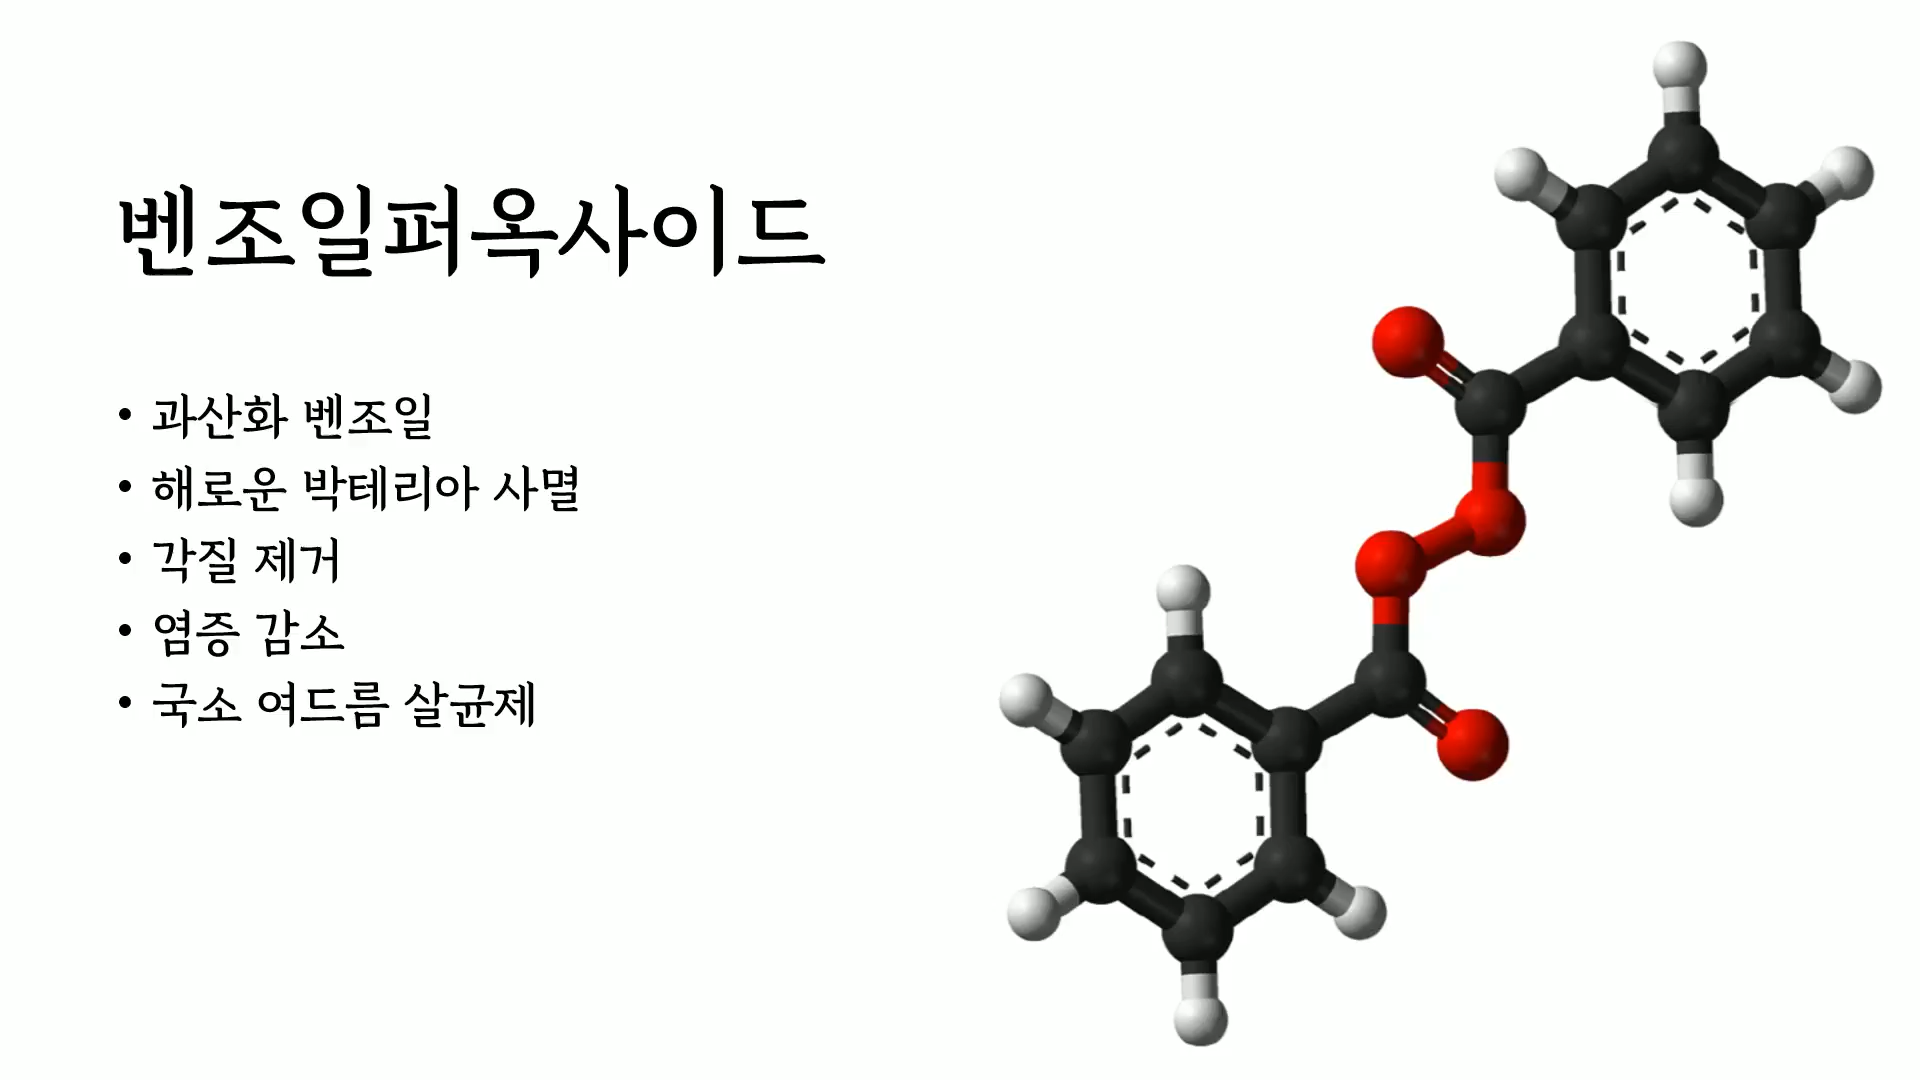 벤조일퍼옥사이드
• 과산화 벤조일
• 해로운 박테리아 사멸
• 각질 제거
• 염증 감소
• 국소 여드름 살균제